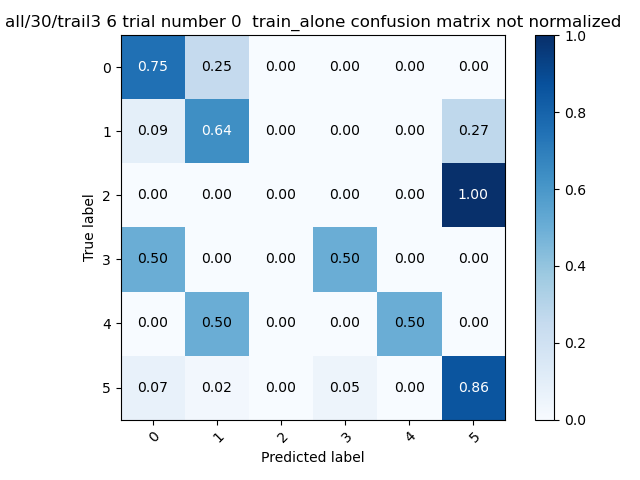 all/30/trail3 6 trial number 0  train_alone confusion matrix not normalized
0 0.75 0.25 0.00 0.00 0.00 0.00
1 0.09 0.64 0.00 0.00 0.00 0.27
2 0.00 0.00 0.00 0.00 0.00 1.00
3 0.50 0.00 0.00 0.50 0.00 0.00
4 0.00 0.50 0.00 0.00 0.50 0.00
5 0.07 0.02 0.00 0.05 0.00 0.86
0 1 2 3 4 5
True label
Predicted label
1.0
0.8
0.6
0.4
0.2
0.0